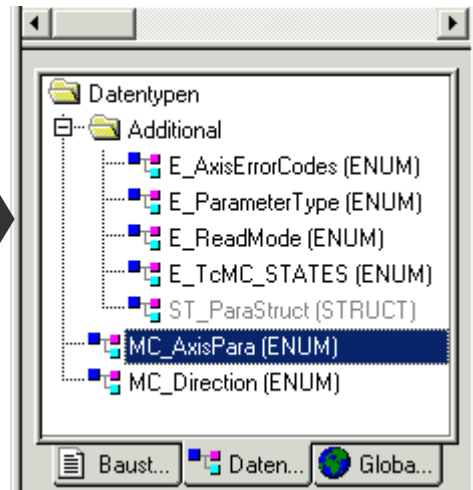 Datentypen
Additional
E_AxisErrorCodes (ENUM)
E_ParameterType (ENUM)
E_ReadMode (ENUM)
E_TcMC_STATES (ENUM)
ST_ParaStruct (STRUCT)
MC_AxisPara (ENUM)
MC_Direction (ENUM)
Baust... Daten... Globa...